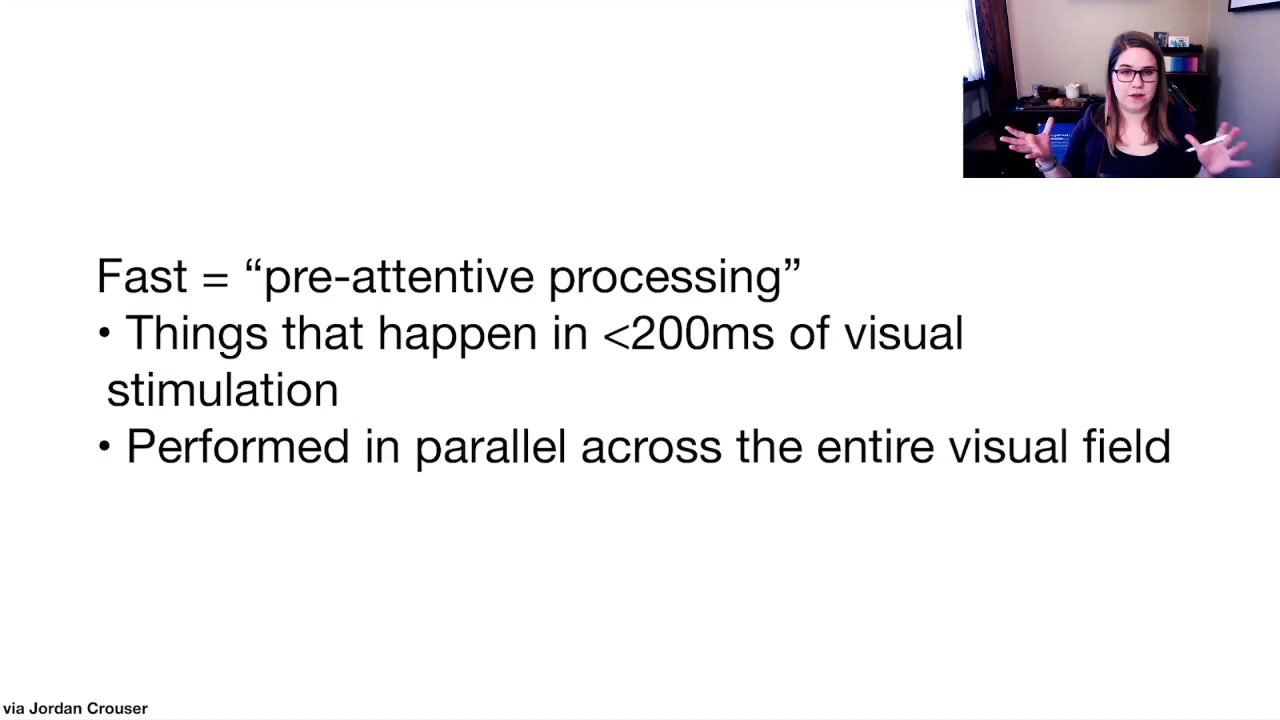 Fast = “pre-attentive processing”
• Things that happen in <200ms of visual
stimulation
• Performed in parallel across the entire visual field
via Jordan Crouser